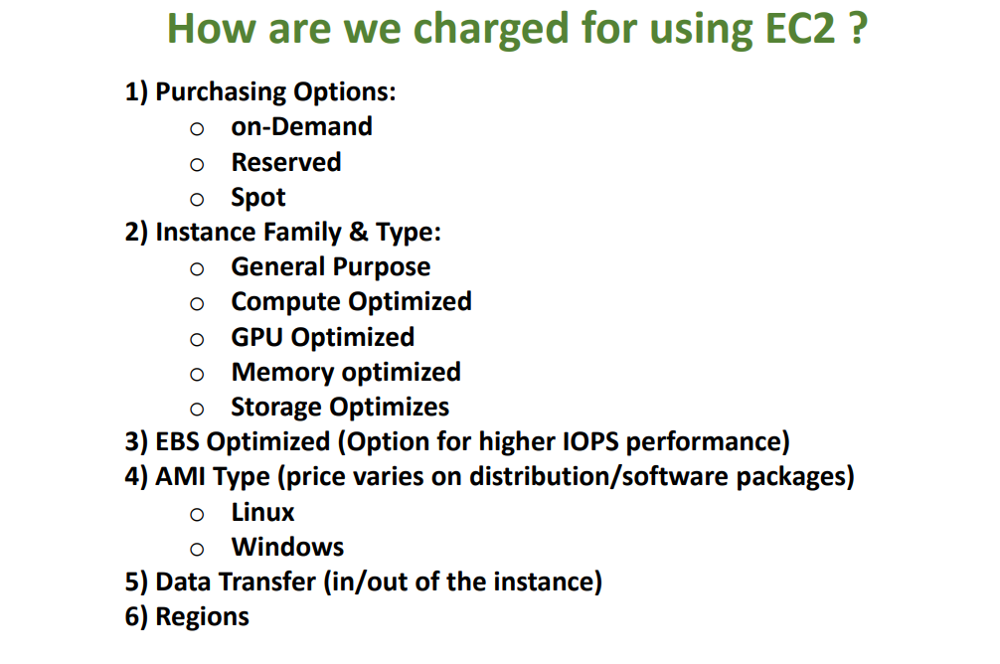 How are we charged for using EC2 ?
1) Purchasing Options:
o on-Demand
o Reserved
o Spot
2) Instance Family & Type:
o General Purpose
o Compute Optimized
o GPU Optimized
o Memory optimized
o Storage Optimizes
3) EBS Optimized (Option for higher IOPS performance)
4) AMI Type (price varies on distribution/software packages)
o Linux
o Windows
5) Data Transfer (in/out of the instance)
6) Regions